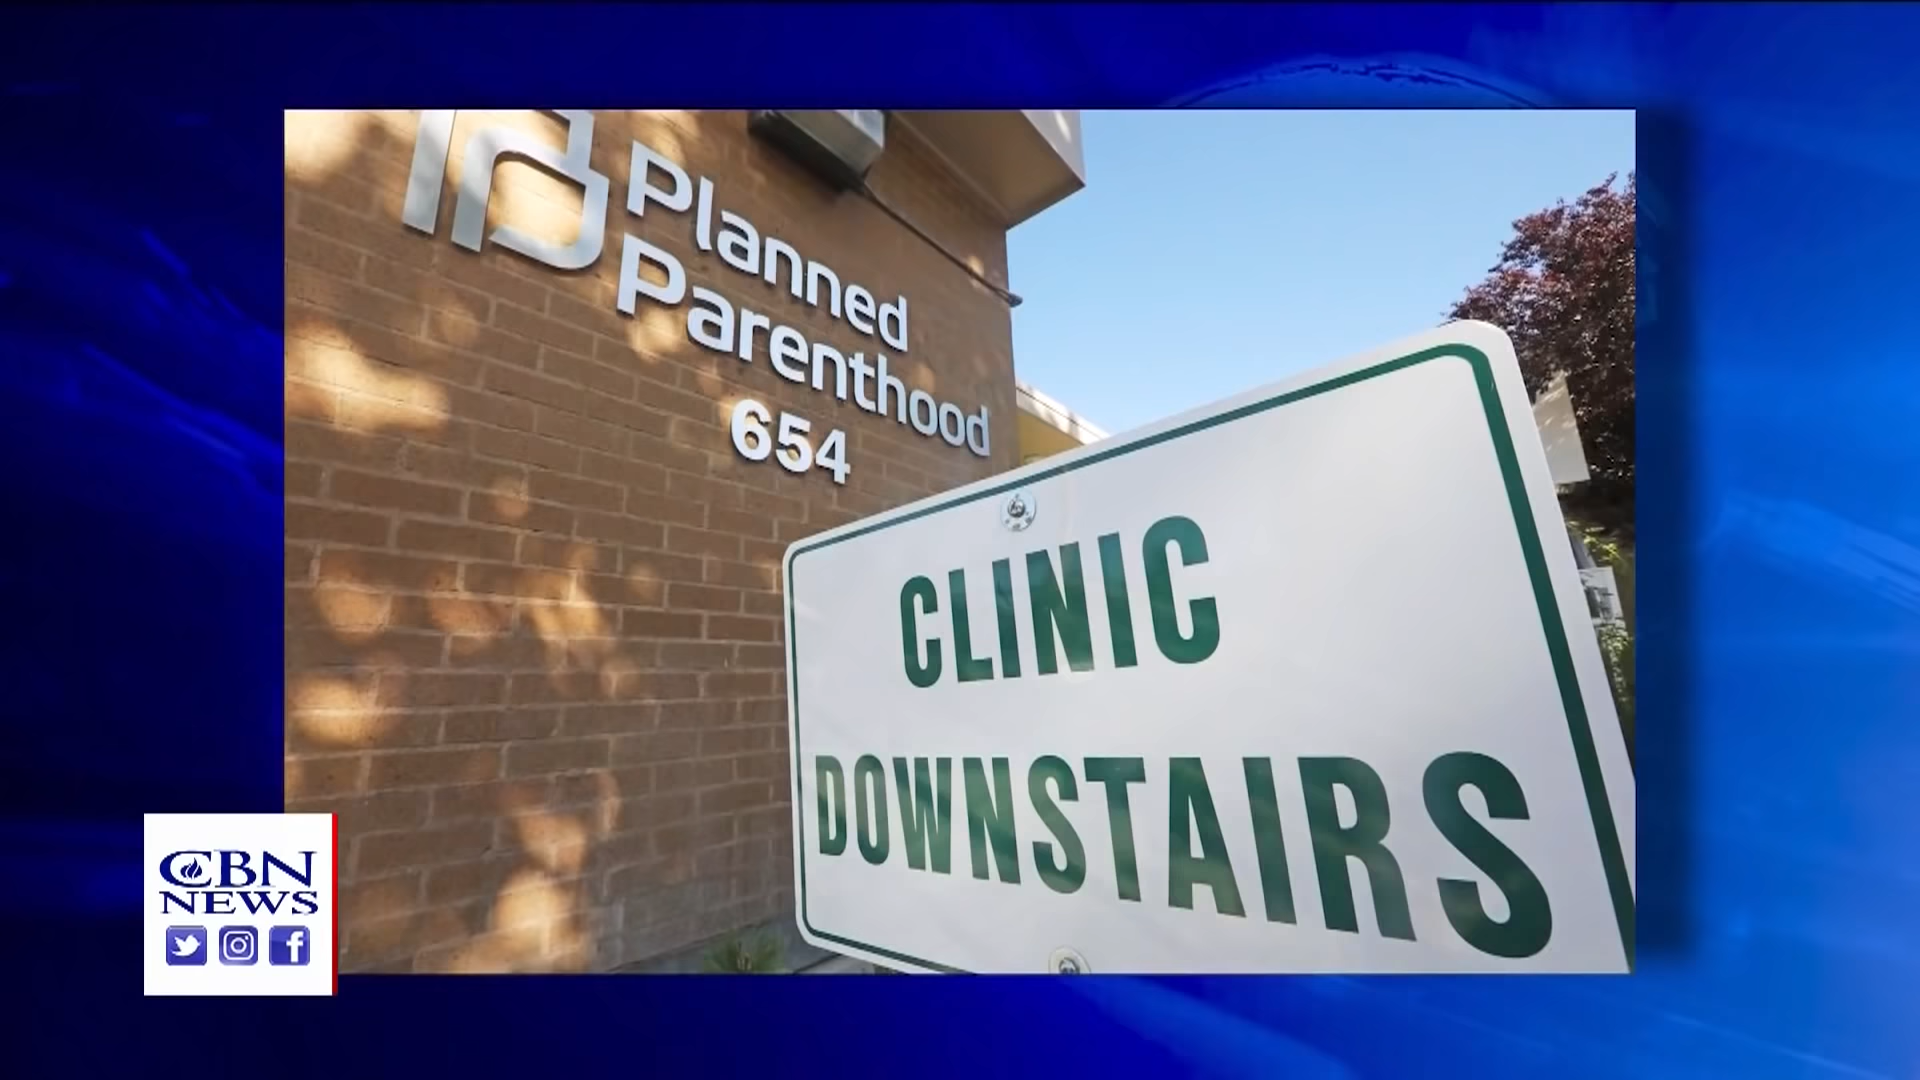 Planned
Parenthood
654
CLINIC
DOWNSTAIRS
CBN
NEWS